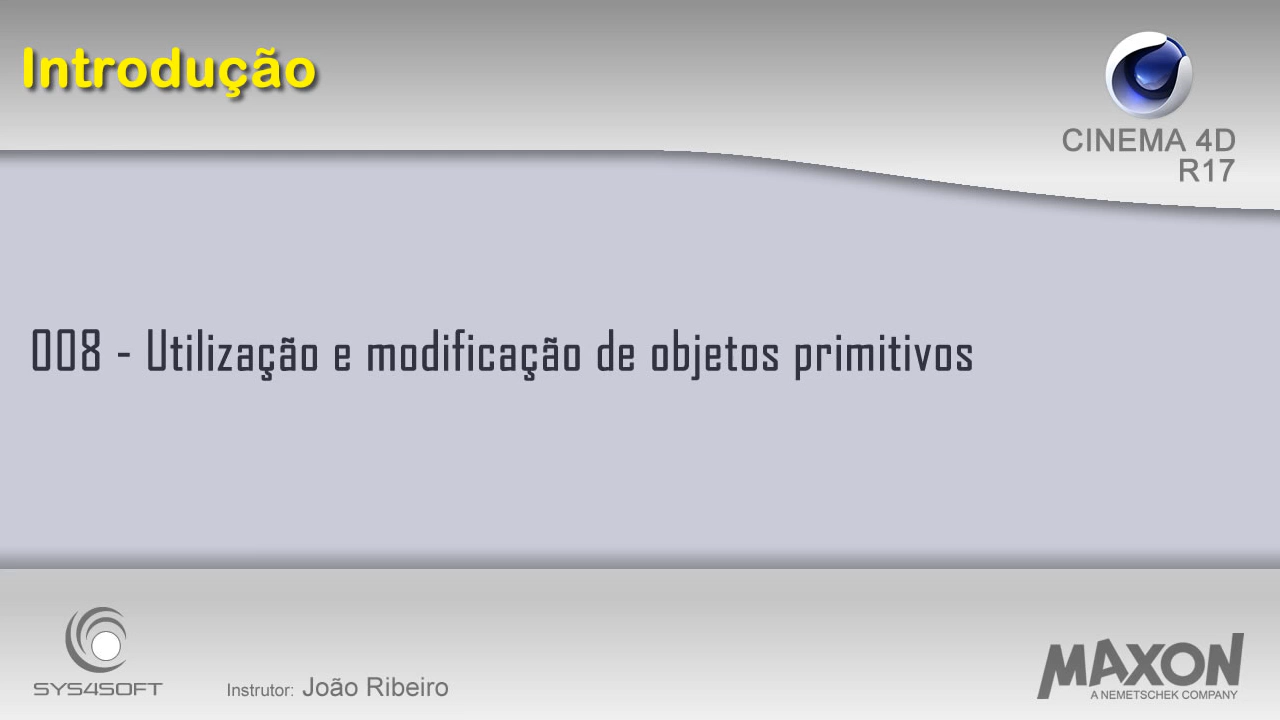 Introdução
CINEMA 4D
R17
008 - Utilização e modificação de objetos primitivos
SYS4SOFT
Instrutor: João Ribeiro
MAXON
A NEMETSCHEK COMPANY